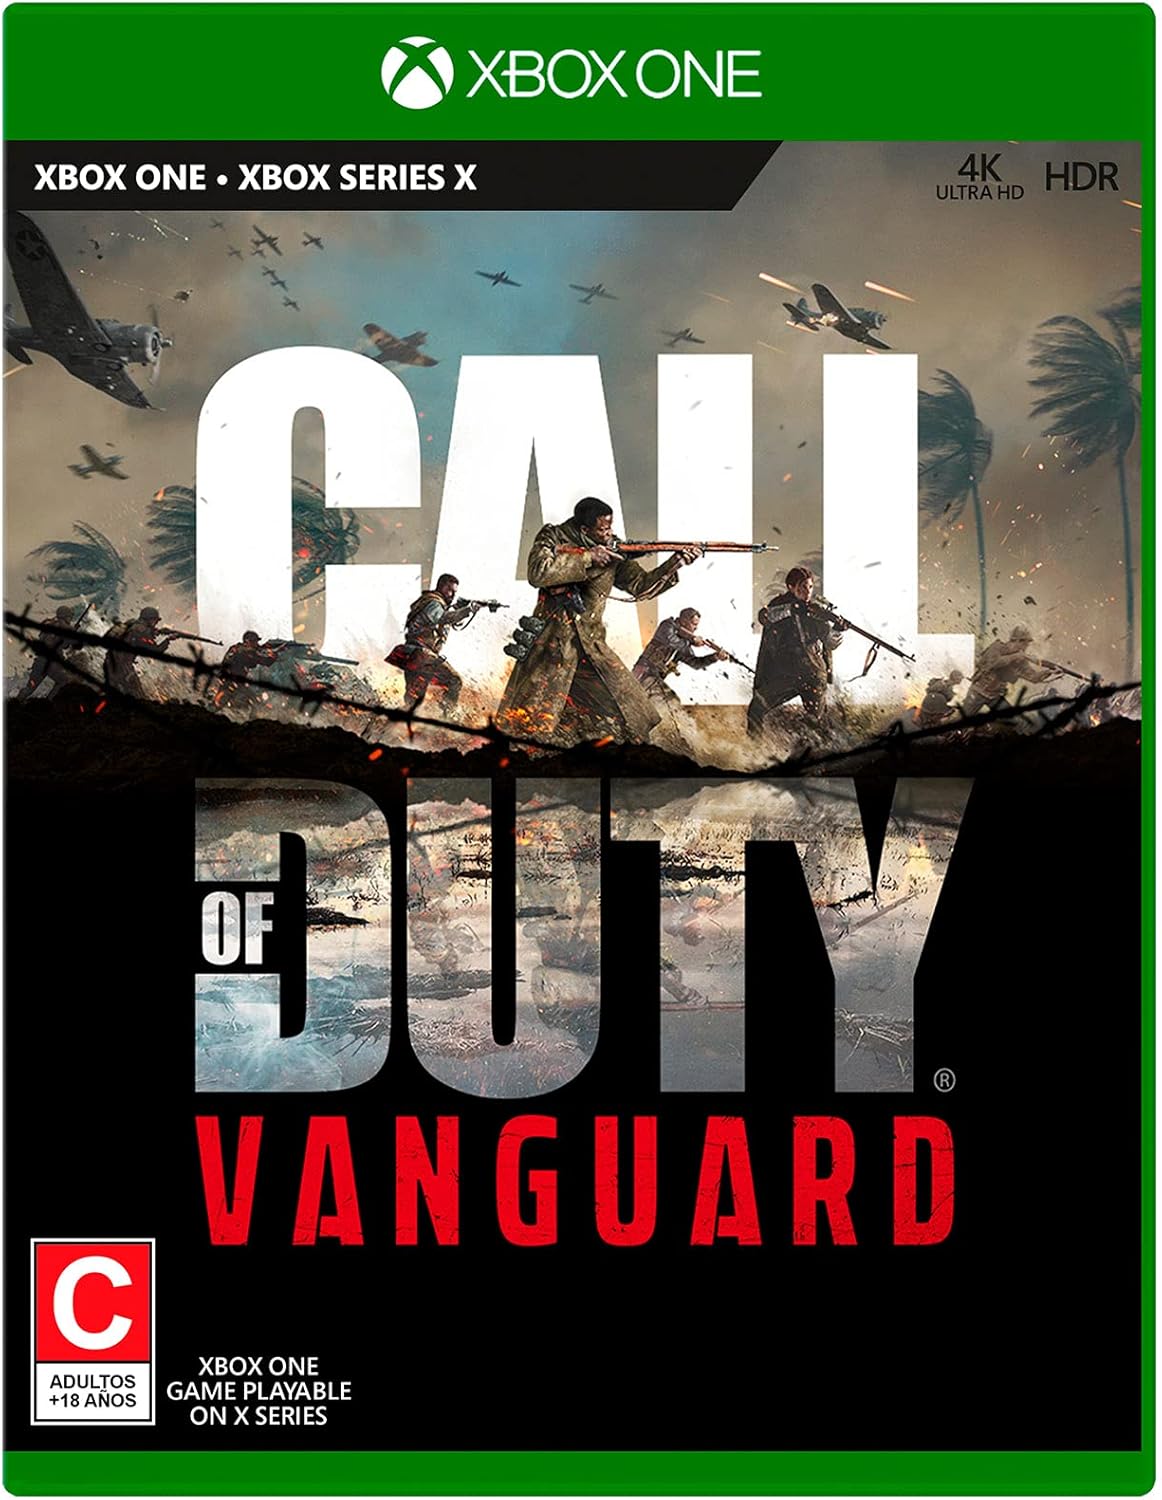 XBOX ONE
XBOX ONE • XBOX SERIES X
4K
ULTRA HD
HDR
CALL
OF
DUTY®
VANGUARD
C
ADULTOS
+18 AÑOS
XBOX ONE
GAME PLAYABLE
ON X SERIES